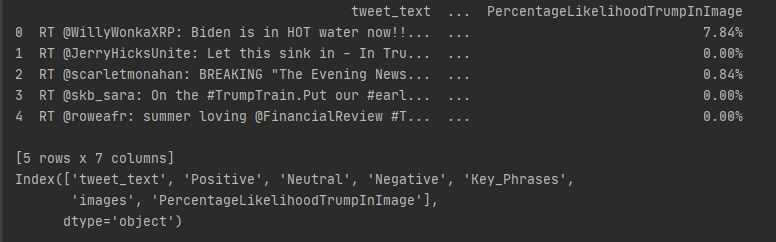 tweet_text ... PercentageLikelihoodTrumpInImage
0 RT @WillyWonkaXRP: Biden is in HOT water now!!... ... 7.84%
1 RT @JerryHicksUnite: Let this sink in - In Tru... ... 0.00%
2 RT @scarletmonahan: BREAKING "The Evening News... ... 0.84%
3 RT @skb_sara: On the #TrumpTrain.Put our #earl... ... 0.00%
4 RT @roweafr: summer loving @FinancialReview #T... ... 0.00%
[5 rows x 7 columns]
Index(['tweet_text', 'Positive', 'Neutral', 'Negative', 'Key_Phrases',
'images', 'PercentageLikelihoodTrumpInImage'],
dtype='object')